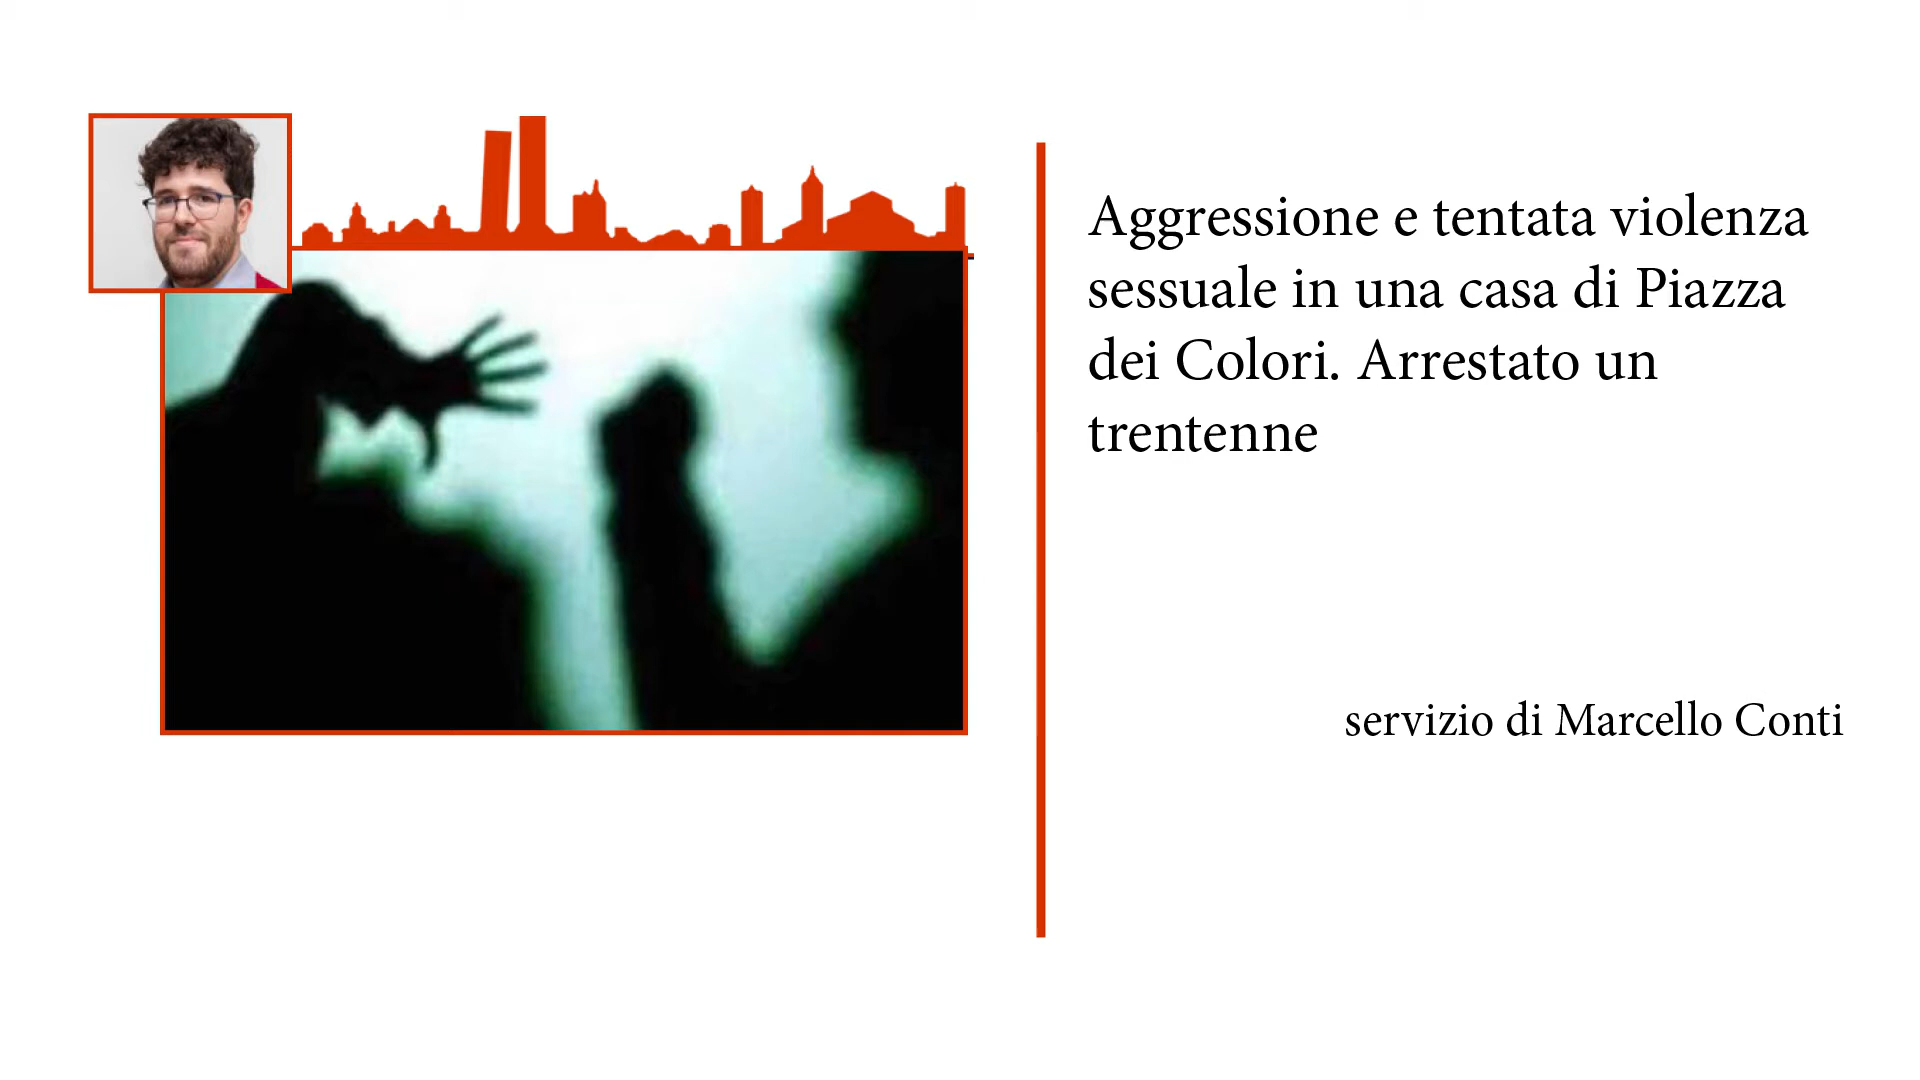 Aggressione e tentata violenza
sessuale in una casa di Piazza
dei Colori. Arrestato un
trentenne
servizio di Marcello Conti